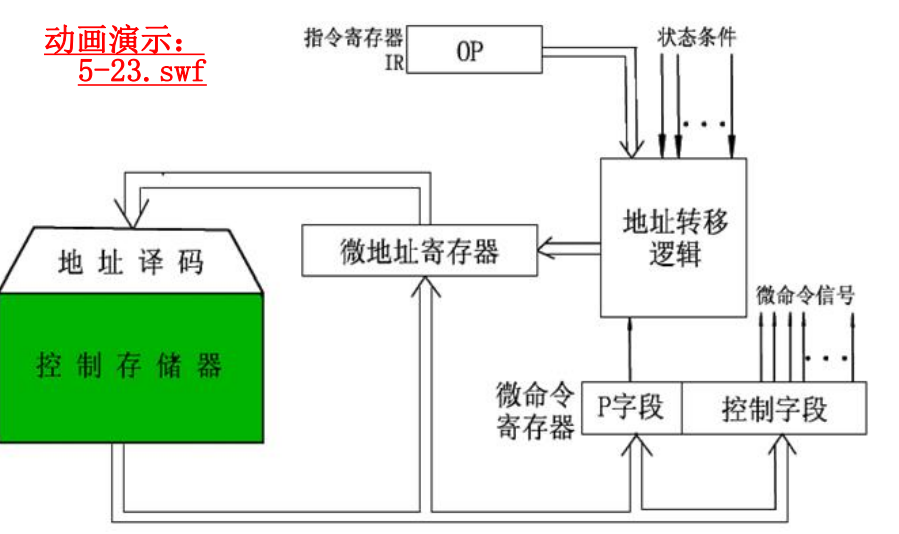 动画演示：
5-23.swf
指令寄存器
IR
OP
状态条件
地址转移
逻辑
微地址寄存器
地址译码
控制存储器
微命令信号
微命令
寄存器
P字段
控制字段